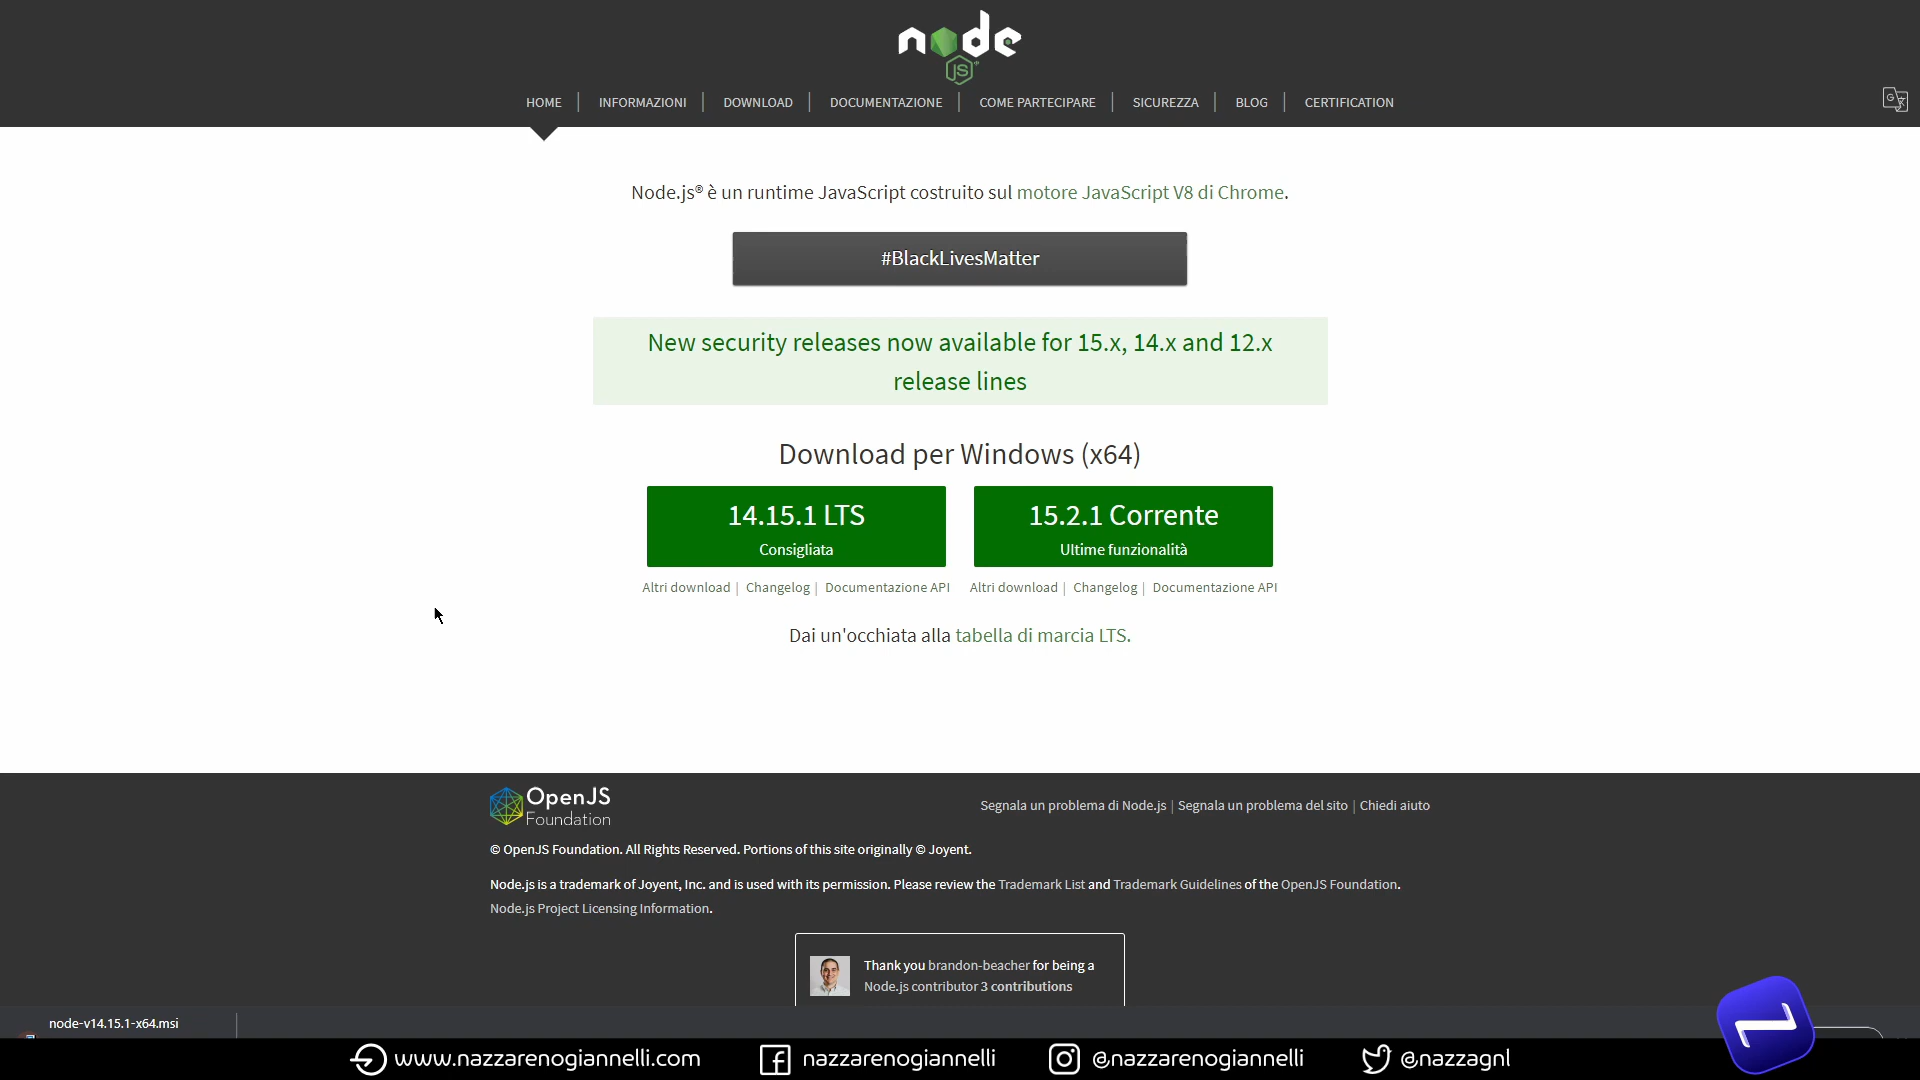 node
JS
HOME | INFORMAZIONI | DOWNLOAD | DOCUMENTAZIONE | COME PARTECIPARE | SICUREZZA | BLOG | CERTIFICATION
Node.js® è un runtime JavaScript costruito sul motore JavaScript V8 di Chrome.
#BlackLivesMatter
New security releases now available for 15.x, 14.x and 12.x
release lines
Download per Windows (x64)
14.15.1 LTS
Consigliata
15.2.1 Corrente
Ultime funzionalità
Altri download | Changelog | Documentazione API
Altri download | Changelog | Documentazione API
Dai un'occhiata alla tabella di marcia LTS.
OpenJS
Foundation
Segnala un problema di Node.js | Segnala un problema del sito | Chiedi aiuto
© OpenJS Foundation. All Rights Reserved. Portions of this site originally © Joyent.
Node.js is a trademark of Joyent, Inc. and is used with its permission. Please review the Trademark List and Trademark Guidelines of the OpenJS Foundation.
Node.js Project Licensing Information.
Thank you brandon-beacher for being a
Node.js contributor 3 contributions
node-v14.15.1-x64.msi
www.nazzarenogiannelli.com
nazzarenogiannelli
@nazzarenogiannelli
@nazzagnl